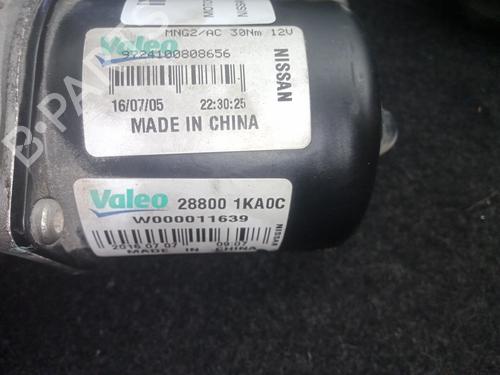 Valeo
MNG2/AC 30Nm 12V
9724100808656
NISSAN
16/07/05 22:30:25
MADE IN CHINA
Valeo 28800 1KA0C
W000011639
2016.07.07 09:07
MADE IN CHINA
NISSAN
B-PARTS